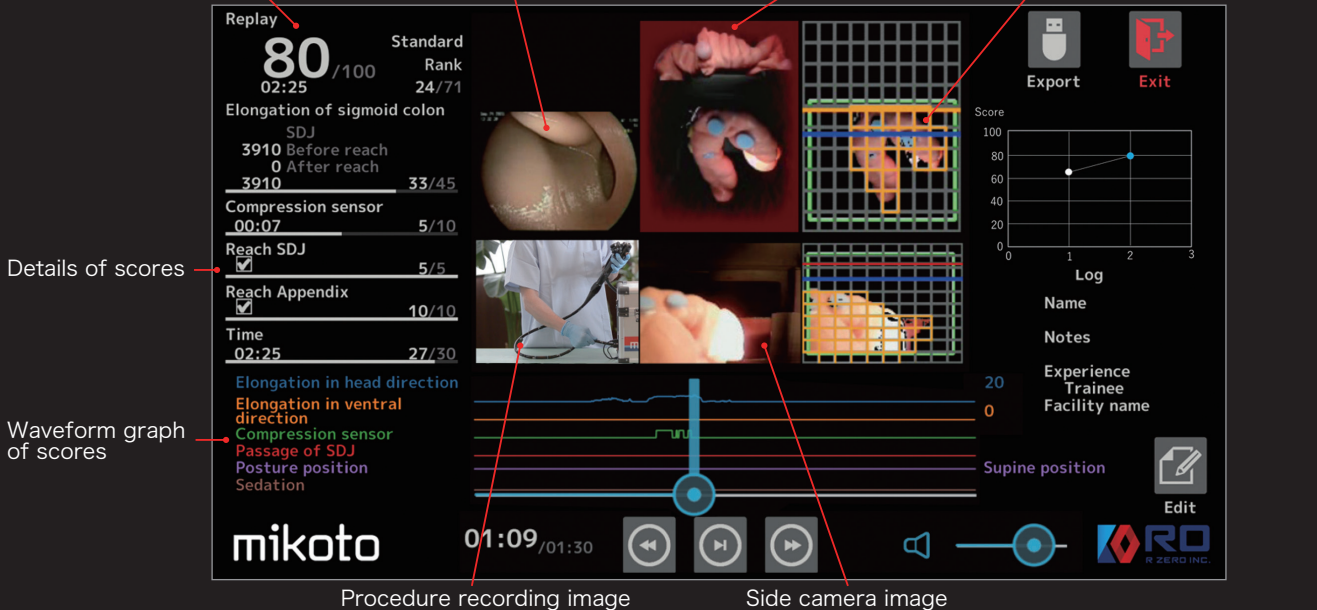 Replay
80/100
02:25
Standard
Rank
24/71
Elongation of sigmoid colon
SDJ
3910 Before reach
0 After reach
3910 33/45
Compression sensor
00:07 5/10
Reach SDJ
5/5
Reach Appendix
10/10
Time
02:25 27/30
Details of scores
Export
Exit
Score
100
80
60
40
20
0
0 1 2 3
Log
Name
Notes
Experience
Trainee
Facility name
Elongation in head direction
Elongation in ventral
direction
Compression sensor
Passage of SDJ
Posture position
Sedation
Waveform graph
of scores
20
0
Supine position
Edit
mikoto
01:09/01:30
RO
R ZERO INC.
Procedure recording image
Side camera image